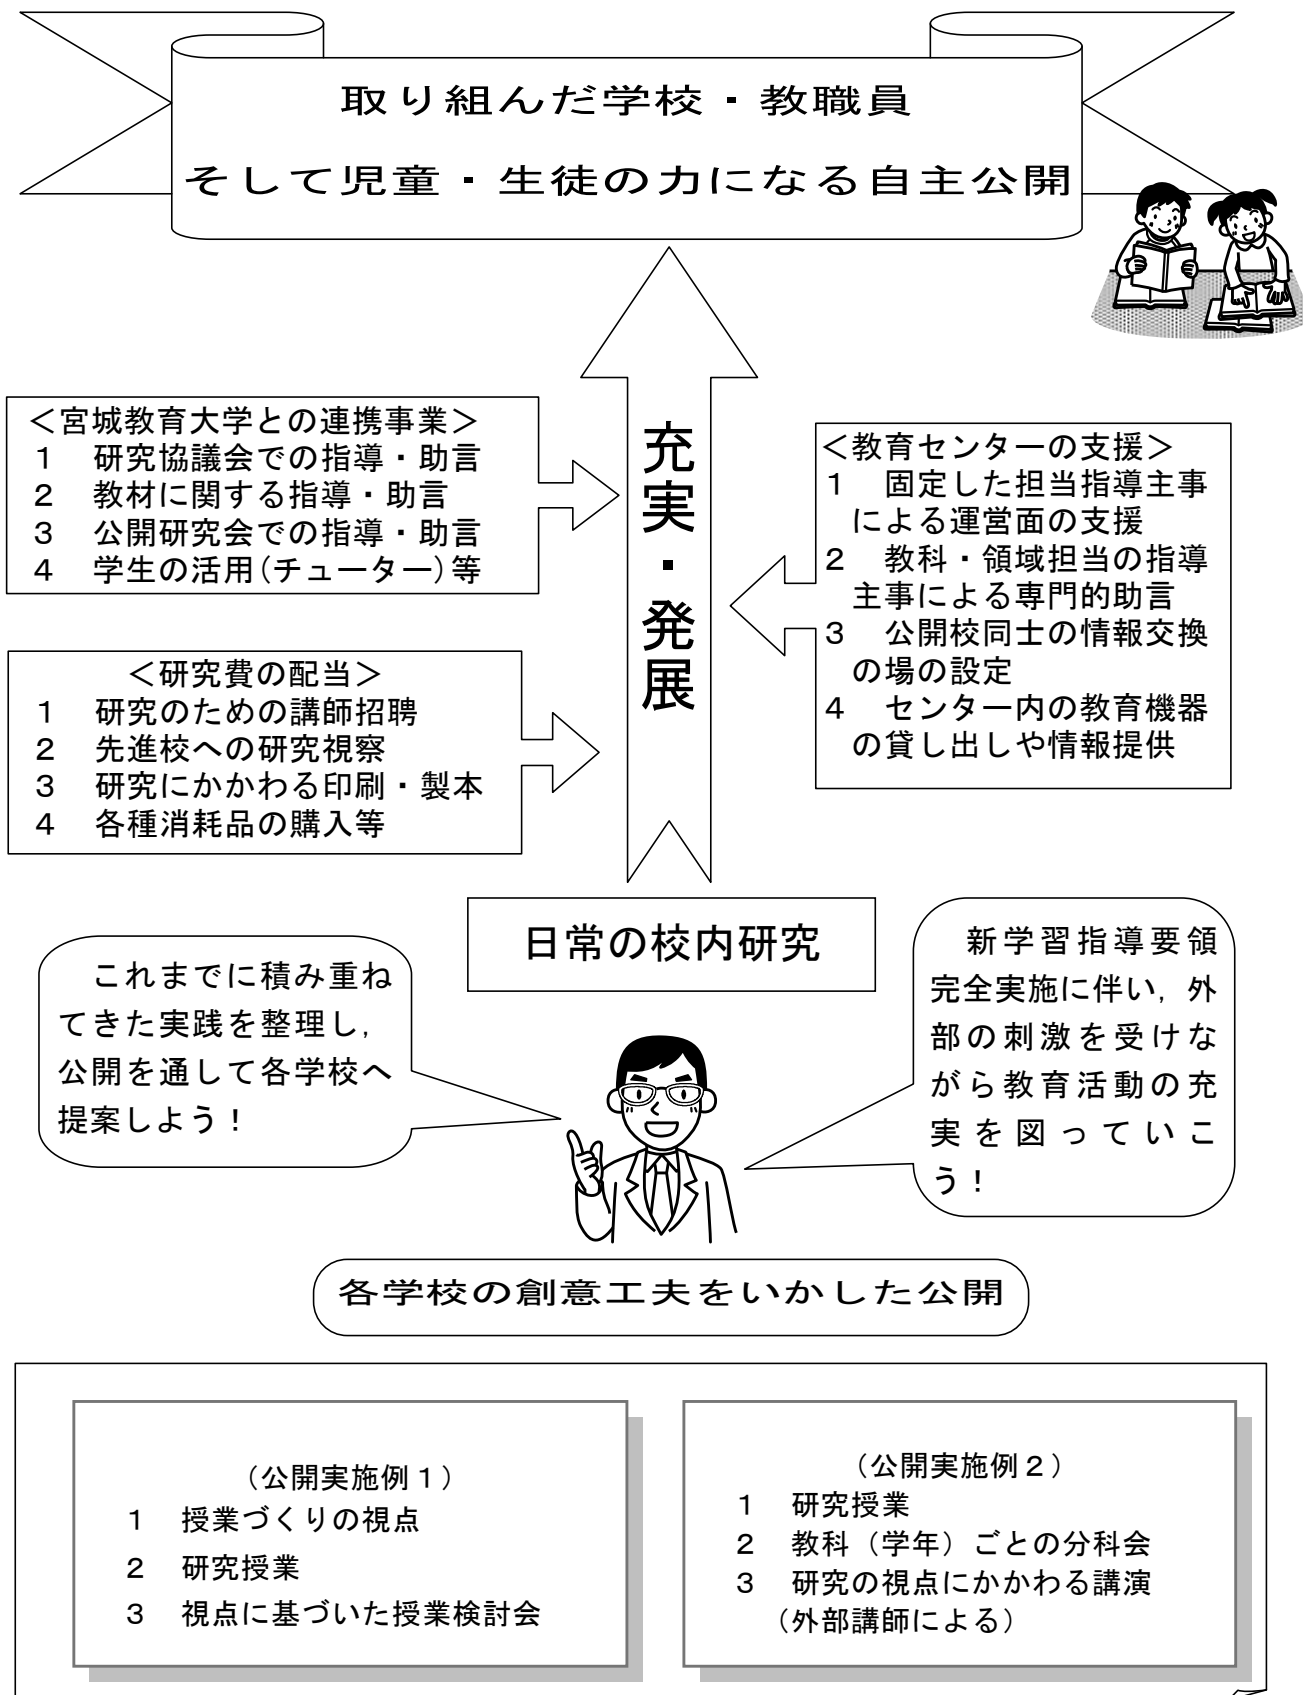 取り組んだ学校・教職員
そして児童・生徒の力になる自主公開
充実・発展
＜宮城教育大学との連携事業＞
１　研究協議会での指導・助言
２　教材に関する指導・助言
３　公開研究会での指導・助言
４　学生の活用(チューター)等
＜教育センターの支援＞
１　固定した担当指導主事
による運営面の支援
２　教科・領域担当の指導
主事による専門的助言
３　公開校同士の情報交換
の場の設定
４　センター内の教育機器
の貸し出しや情報提供
＜研究費の配当＞
１　研究のための講師招聘
２　先進校への研究視察
３　研究にかかわる印刷・製本
４　各種消耗品の購入等
日常の校内研究
これまでに積み重ね
てきた実践を整理し，
公開を通して各学校へ
提案しよう！
新学習指導要領
完全実施に伴い，外
部の刺激を受けな
がら教育活動の充
実を図っていこ
う！
各学校の創意工夫をいかした公開
（公開実施例１）
１　授業づくりの視点
２　研究授業
３　視点に基づいた授業検討会
（公開実施例２）
１　研究授業
２　教科（学年）ごとの分科会
３　研究の視点にかかわる講演
（外部講師による）